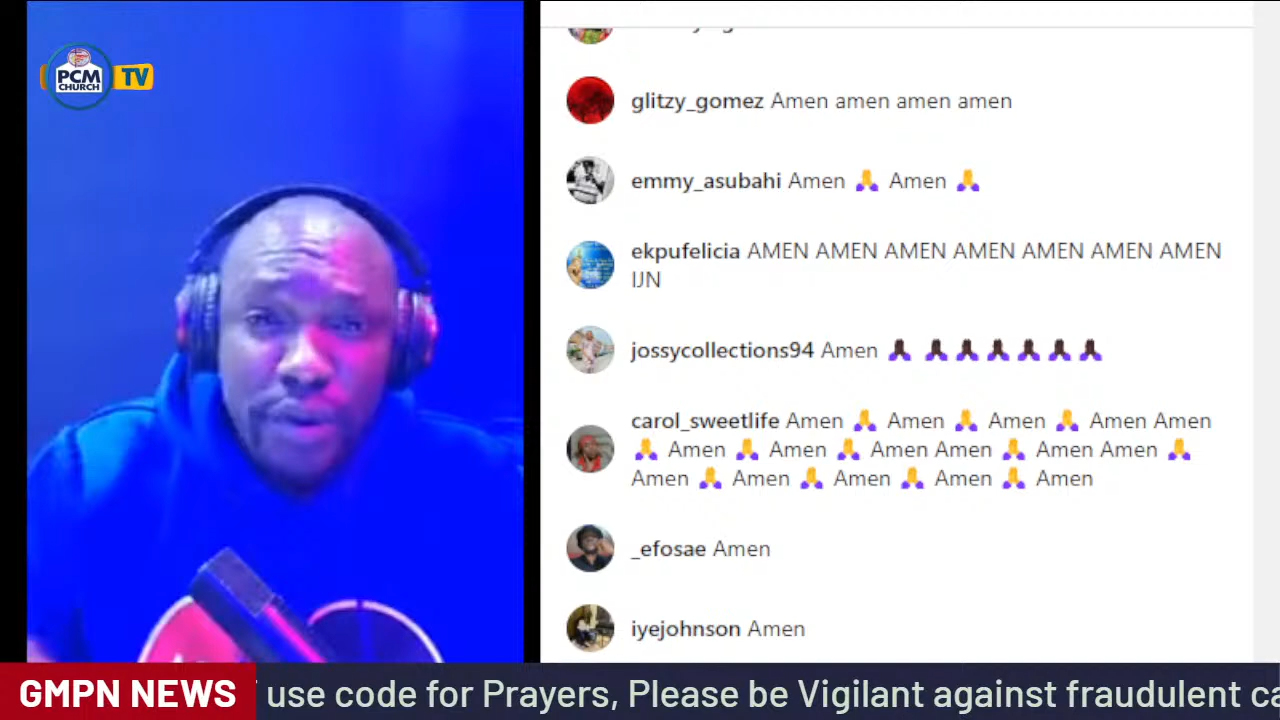 PCM
CHURCH
TV
glitzy_gomez Amen amen amen amen
emmy_asubahi Amen 🙏 Amen 🙏
ekpufelicia AMEN AMEN AMEN AMEN AMEN AMEN AMEN
IJN
jossycollections94 Amen 🙏🏿 🙏🏿🙏🏿🙏🏿🙏🏿🙏🏿🙏🏿
carol_sweetlife Amen 🙏 Amen 🙏 Amen 🙏 Amen Amen
🙏 Amen 🙏 Amen 🙏 Amen Amen 🙏 Amen Amen 🙏
Amen 🙏 Amen 🙏 Amen 🙏 Amen 🙏 Amen
_efosae Amen
iyejohnson Amen
GMPN NEWS
use code for Prayers, Please be Vigilant against fraudulent ca